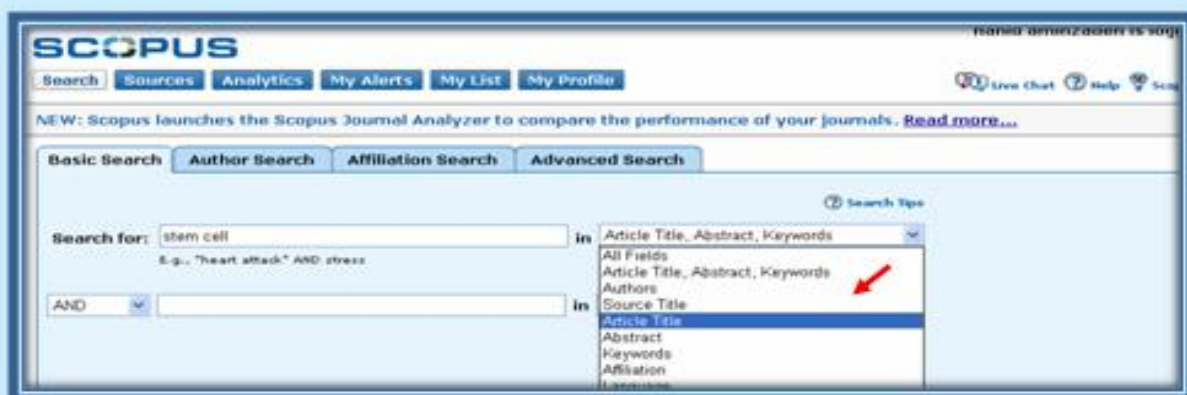 SCOPUS
Search Sources Analytics My Alerts My List My Profile
Live Chat Help
NEW: Scopus launches the Scopus Journal Analyzer to compare the performance of your journals. Read more...
Basic Search Author Search Affiliation Search Advanced Search
Search Tips
Search for: stem cell in Article Title, Abstract, Keywords
E.g., "heart attack" AND stress
All Fields
Article Title, Abstract, Keywords
Authors
AND in Source Title
Article Title
Abstract
Keywords
Affiliation
Language